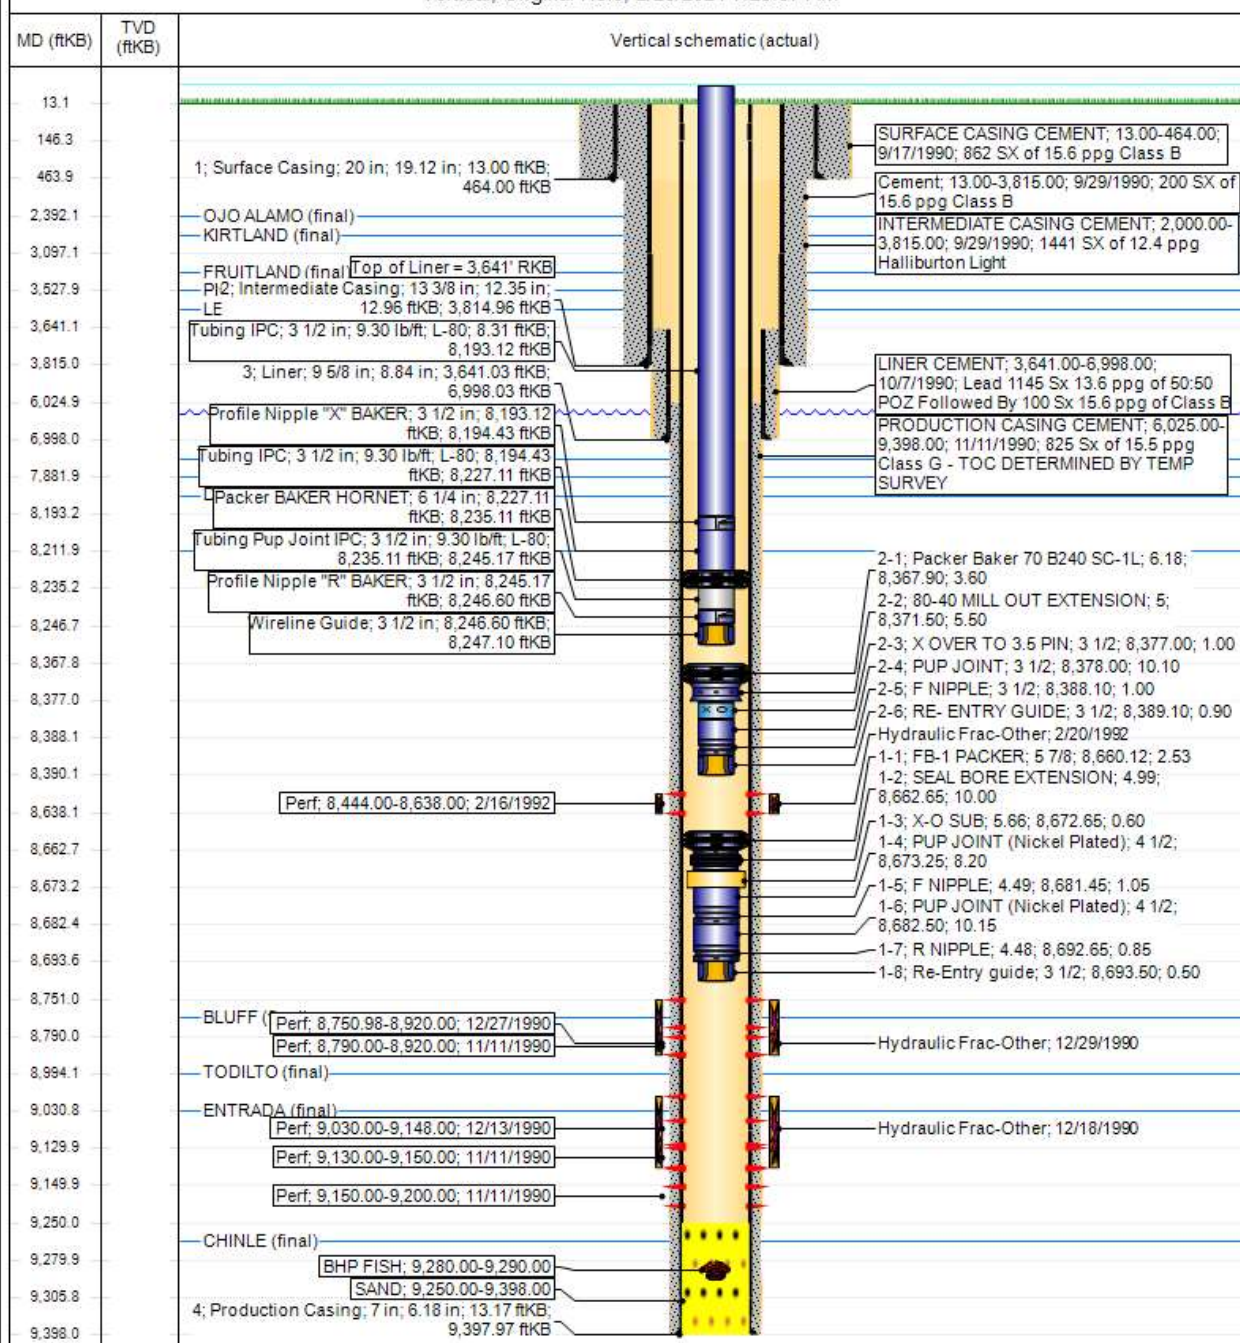 MD (ftKB)
TVD
(ftKB)
Vertical schematic (actual)
13.1
146.3
463.9
2,392.1
3,097.1
3,527.9
3,641.1
3,815.0
6,024.9
6,998.0
7,881.9
8,193.2
8,211.9
8,235.2
8,246.7
8,367.8
8,377.0
8,388.1
8,390.1
8,638.1
8,662.7
8,673.2
8,682.4
8,693.6
8,751.0
8,790.0
8,994.1
9,030.8
9,129.9
9,149.9
9,250.0
9,279.9
9,305.8
9,398.0
1; Surface Casing; 20 in; 19.12 in; 13.00 ftKB;
464.00 ftKB
OJO ALAMO (final)
KIRTLAND (final)
FRUITLAND (final)
Top of Liner = 3,641' RKB
2; Intermediate Casing; 13 3/8 in; 12.35 in;
LE
12.96 ftKB; 3,814.96 ftKB
Tubing IPC; 3 1/2 in; 9.30 lb/ft; L-80; 8.31 ftKB;
8,193.12 ftKB
3; Liner; 9 5/8 in; 8.84 in; 3,641.03 ftKB;
6,998.03 ftKB
Profile Nipple "X" BAKER; 3 1/2 in; 8,193.12
ftKB; 8,194.43 ftKB
Tubing IPC; 3 1/2 in; 9.30 lb/ft; L-80; 8,194.43
ftKB; 8,227.11 ftKB
Packer BAKER HORNET; 6 1/4 in; 8,227.11
ftKB; 8,235.11 ftKB
Tubing Pup Joint IPC; 3 1/2 in; 9.30 lb/ft; L-80;
8,235.11 ftKB; 8,245.17 ftKB
Profile Nipple "R" BAKER; 3 1/2 in; 8,245.17
ftKB; 8,246.60 ftKB
Wireline Guide; 3 1/2 in; 8,246.60 ftKB;
8,247.10 ftKB
Perf; 8,444.00-8,638.00; 2/16/1992
BLUFF
Perf; 8,750.98-8,920.00; 12/27/1990
Perf; 8,790.00-8,920.00; 11/11/1990
TODILTO (final)
ENTRADA (final)
Perf; 9,030.00-9,148.00; 12/13/1990
Perf; 9,130.00-9,150.00; 11/11/1990
Perf; 9,150.00-9,200.00; 11/11/1990
CHINLE (final)
BHP FISH; 9,280.00-9,290.00
SAND; 9,250.00-9,398.00
4; Production Casing; 7 in; 6.18 in; 13.17 ftKB;
9,397.97 ftKB
X O
SURFACE CASING CEMENT; 13.00-464.00;
9/17/1990; 862 SX of 15.6 ppg Class B
Cement; 13.00-3,815.00; 9/29/1990; 200 SX of
15.6 ppg Class B
INTERMEDIATE CASING CEMENT; 2,000.00-
3,815.00; 9/29/1990; 1441 SX of 12.4 ppg
Halliburton Light
LINER CEMENT; 3,641.00-6,998.00;
10/7/1990; Lead 1145 Sx 13.6 ppg of 50:50
POZ Followed By 100 Sx 15.6 ppg of Class B
PRODUCTION CASING CEMENT; 6,025.00-
9,398.00; 11/11/1990; 825 Sx of 15.5 ppg
Class G - TOC DETERMINED BY TEMP
SURVEY
2-1; Packer Baker 70 B240 SC-1L; 6.18;
8,367.90; 3.60
2-2; 80-40 MILL OUT EXTENSION; 5;
8,371.50; 5.50
2-3; X OVER TO 3.5 PIN; 3 1/2; 8,377.00; 1.00
2-4; PUP JOINT; 3 1/2; 8,378.00; 10.10
2-5; F NIPPLE; 3 1/2; 8,388.10; 1.00
2-6; RE- ENTRY GUIDE; 3 1/2; 8,389.10; 0.90
Hydraulic Frac-Other; 2/20/1992
1-1; FB-1 PACKER; 5 7/8; 8,660.12; 2.53
1-2; SEAL BORE EXTENSION; 4.99;
8,662.65; 10.00
1-3; X-O SUB; 5.66; 8,672.65; 0.60
1-4; PUP JOINT (Nickel Plated); 4 1/2;
8,673.25; 8.20
1-5; F NIPPLE; 4.49; 8,681.45; 1.05
1-6; PUP JOINT (Nickel Plated); 4 1/2;
8,682.50; 10.15
1-7; R NIPPLE; 4.48; 8,692.65; 0.85
1-8; Re-Entry guide; 3 1/2; 8,693.50; 0.50
Hydraulic Frac-Other; 12/29/1990
Hydraulic Frac-Other; 12/18/1990